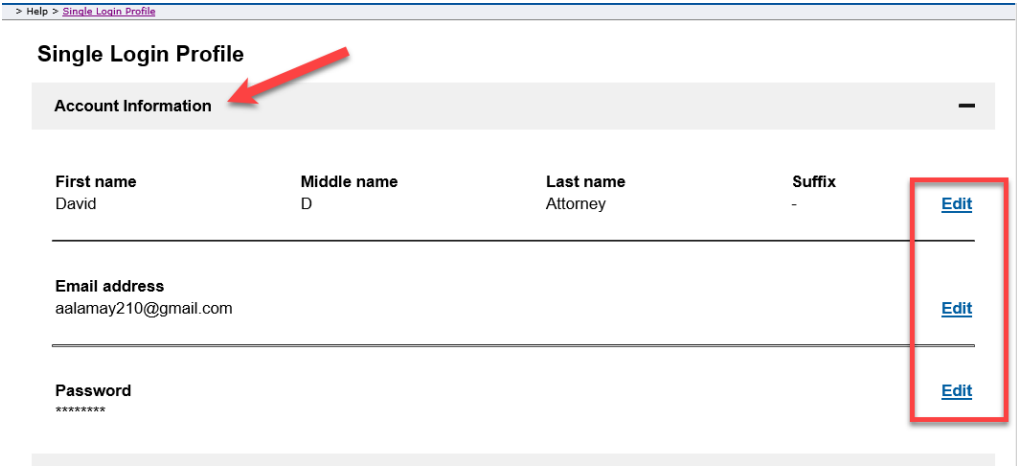 > Help > Single Login Profile
Single Login Profile
Account Information
First name Middle name Last name Suffix
David D Attorney - Edit
Email address
aalamay210@gmail.com Edit
Password
******** Edit